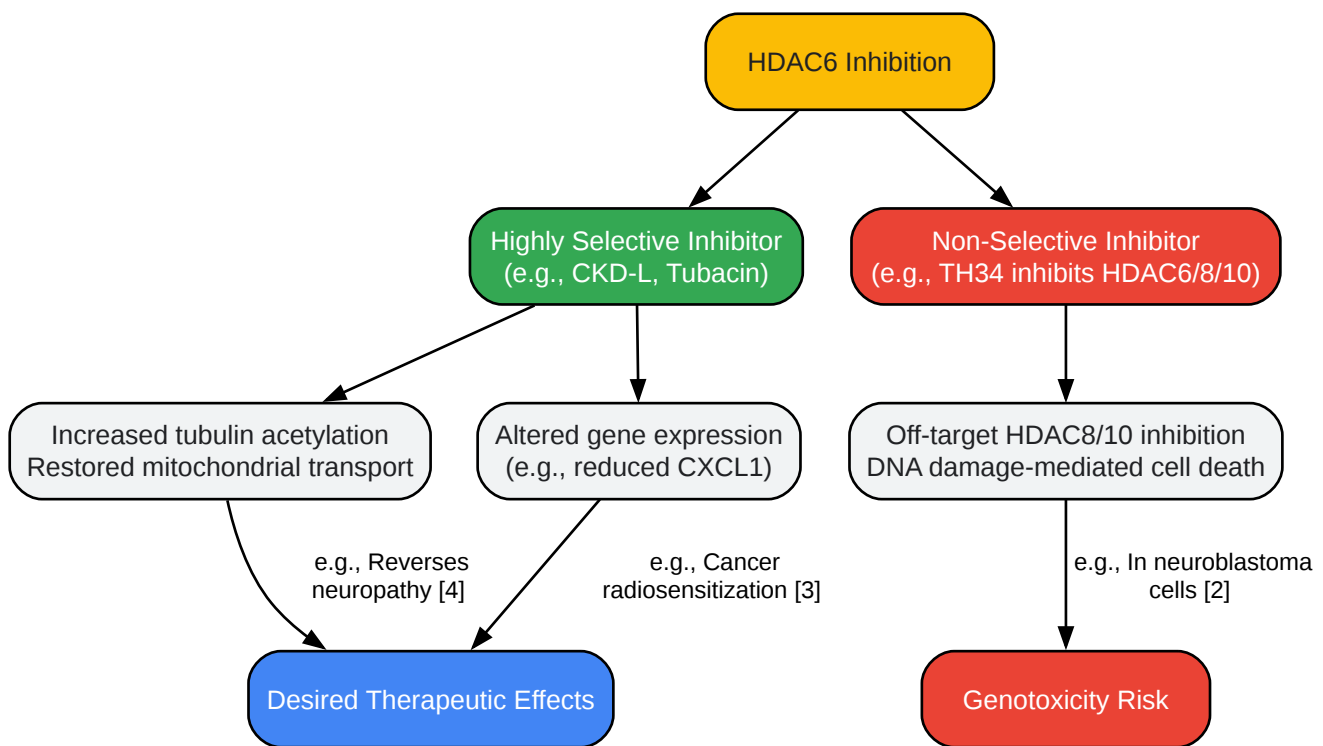 HDAC6 Inhibition
Highly Selective Inhibitor
(e.g., CKD-L, Tubacin)
Non-Selective Inhibitor
(e.g., TH34 inhibits HDAC6/8/10)
Increased tubulin acetylation
Restored mitochondrial transport
Altered gene expression
(e.g., reduced CXCL1)
Off-target HDAC8/10 inhibition
DNA damage-mediated cell death
e.g., Reverses
neuropathy [4]
e.g., Cancer
radiosensitization [3]
e.g., In neuroblastoma
cells [2]
Desired Therapeutic Effects
Genotoxicity Risk